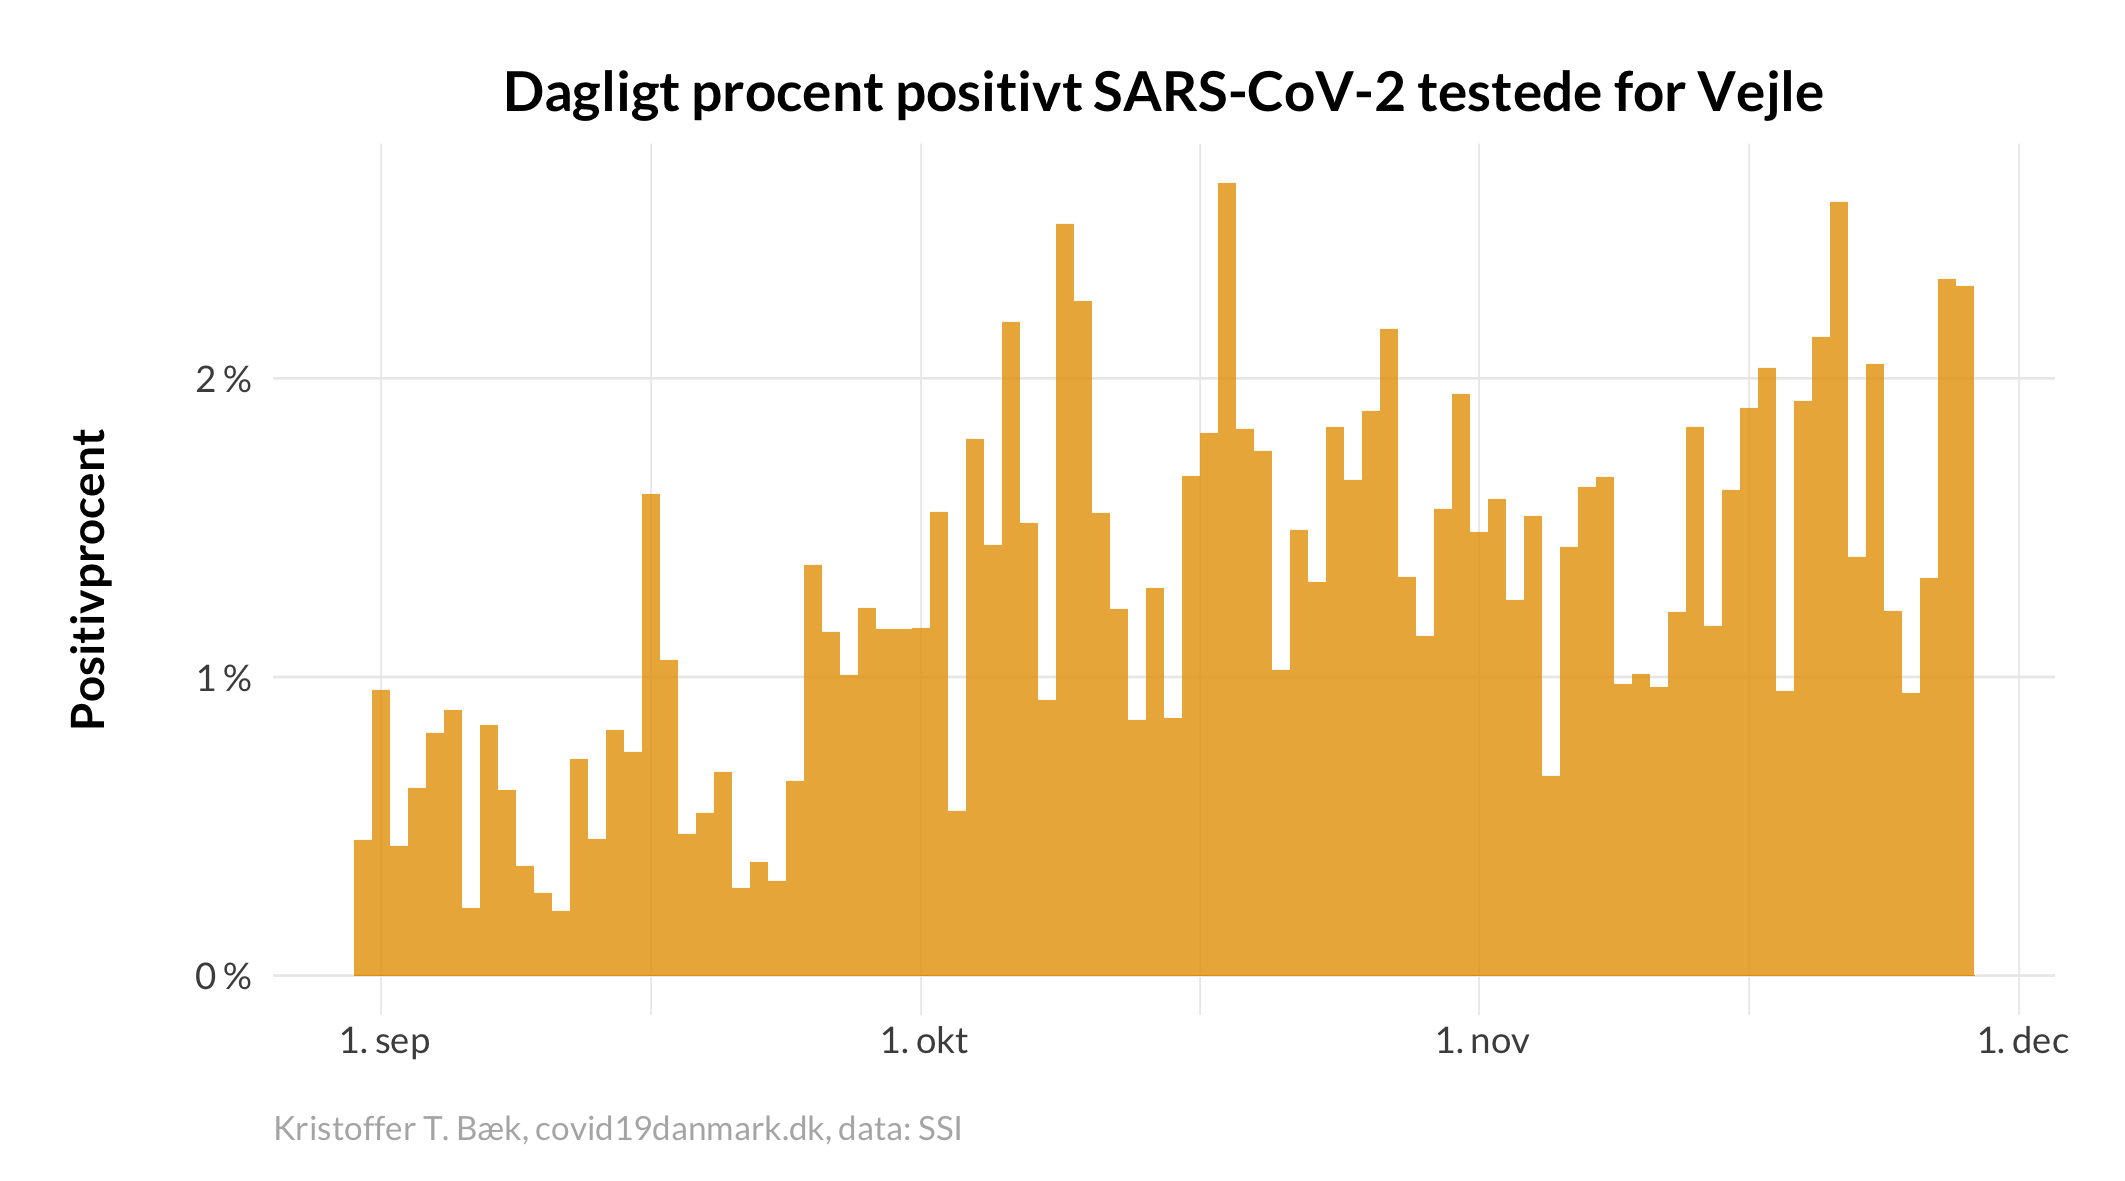 Dagligt procent positivt SARS-CoV-2 testede for Vejle
Positivprocent
2 %
1 %
0 %
1. sep
1. okt
1. nov
1. dec
Kristoffer T. Bæk, covid19danmark.dk, data: SSI